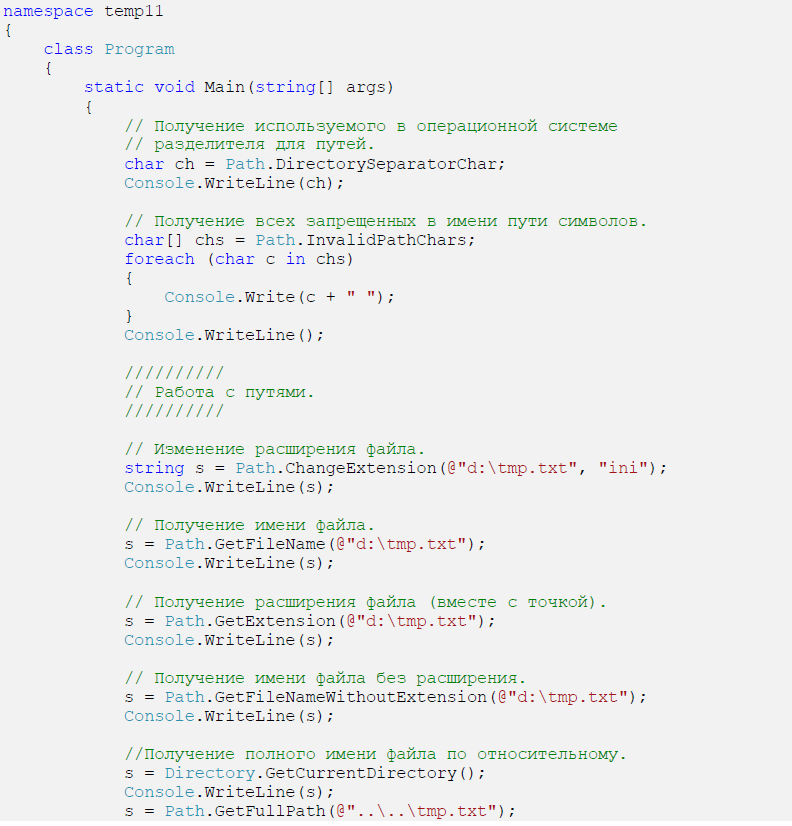 namespace temp11
{
    class Program
    {
        static void Main(string[] args)
        {
            // Получение используемого в операционной системе
            // разделителя для путей.
            char ch = Path.DirectorySeparatorChar;
            Console.WriteLine(ch);

            // Получение всех запрещенных в имени пути символов.
            char[] chs = Path.InvalidPathChars;
            foreach (char c in chs)
            {
                Console.Write(c + " ");
            }
            Console.WriteLine();

            //////////
            // Работа с путями.
            //////////

            // Изменение расширения файла.
            string s = Path.ChangeExtension(@"d:\tmp.txt", "ini");
            Console.WriteLine(s);

            // Получение имени файла.
            s = Path.GetFileName(@"d:\tmp.txt");
            Console.WriteLine(s);

            // Получение расширения файла (вместе с точкой).
            s = Path.GetExtension(@"d:\tmp.txt");
            Console.WriteLine(s);

            // Получение имени файла без расширения.
            s = Path.GetFileNameWithoutExtension(@"d:\tmp.txt");
            Console.WriteLine(s);

            //Получение полного имени файла по относительному.
            s = Directory.GetCurrentDirectory();
            Console.WriteLine(s);
            s = Path.GetFullPath(@"..\..\tmp.txt");